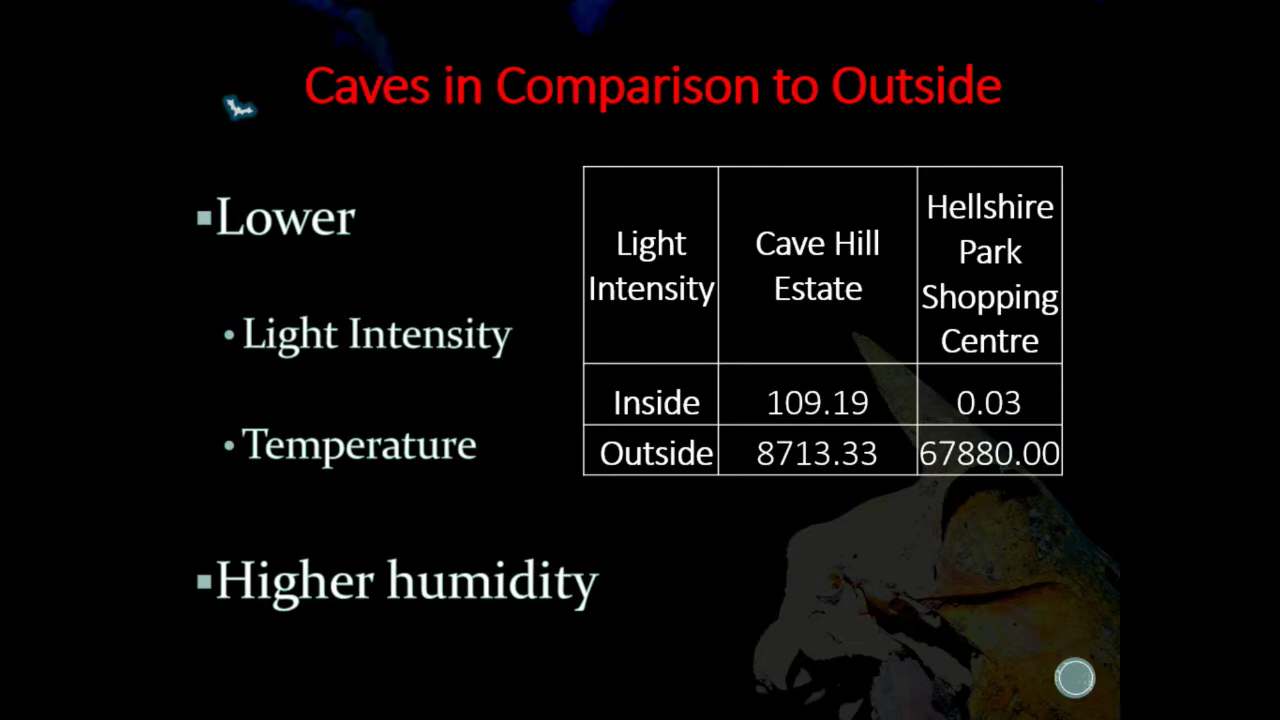 Caves in Comparison to Outside
▪Lower
• Light Intensity
• Temperature
▪Higher humidity
Light
Intensity
Cave Hill
Estate
Hellshire
Park
Shopping
Centre
Inside 109.19 0.03
Outside 8713.33 67880.00